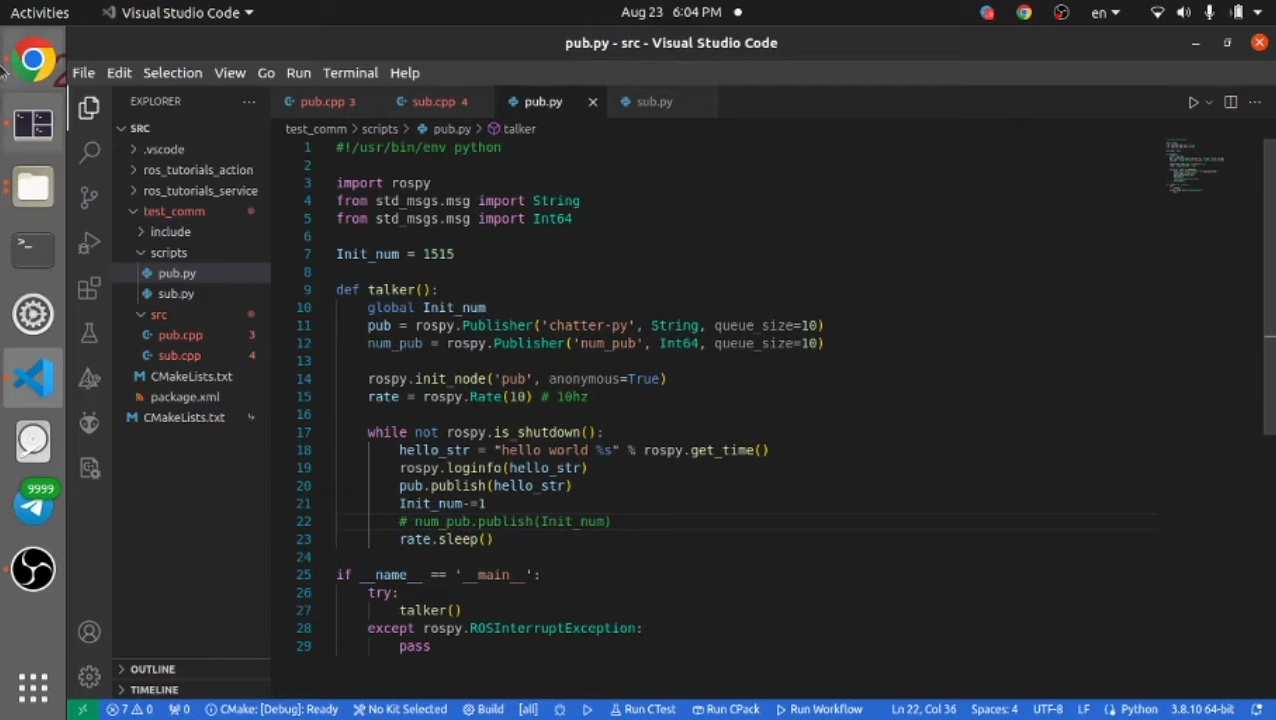 Activities
Visual Studio Code
Aug 23 6:04 PM
en
pub.py - src - Visual Studio Code
File Edit Selection View Go Run Terminal Help
EXPLORER
pub.cpp 3
sub.cpp 4
pub.py
sub.py
SRC
.vscode
ros_tutorials_action
ros_tutorials_service
test_comm
include
scripts
pub.py
sub.py
src
pub.cpp 3
sub.cpp 4
CMakeLists.txt
package.xml
CMakeLists.txt
OUTLINE
TIMELINE
9999
test_comm > scripts > pub.py > talker
1 #!/usr/bin/env python
2
3 import rospy
4 from std_msgs.msg import String
5 from std_msgs.msg import Int64
6
7 Init_num = 1515
8
9 def talker():
10 global Init_num
11 pub = rospy.Publisher('chatter-py', String, queue_size=10)
12 num_pub = rospy.Publisher('num_pub', Int64, queue_size=10)
13
14 rospy.init_node('pub', anonymous=True)
15 rate = rospy.Rate(10) # 10hz
16
17 while not rospy.is_shutdown():
18 hello_str = "hello world %s" % rospy.get_time()
19 rospy.loginfo(hello_str)
20 pub.publish(hello_str)
21 Init_num-=1
22 # num_pub.publish(Init_num)
23 rate.sleep()
24
25 if __name__ == '__main__':
26 try:
27 talker()
28 except rospy.ROSInterruptException:
29 pass
7 0 0 CMake: [Debug]: Ready No Kit Selected Build [all] Run CTest Run CPack Run Workflow Ln 22, Col 36 Spaces: 4 UTF-8 LF Python 3.8.10 64-bit